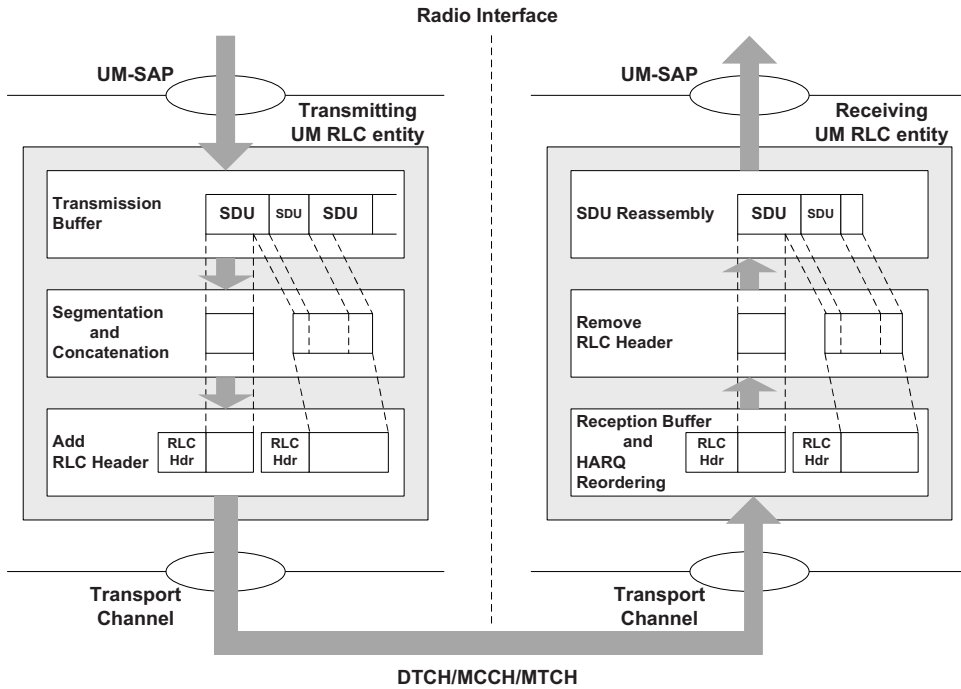 Radio Interface
UM-SAP
Transmitting
UM RLC entity
Transmission
Buffer
SDU
SDU
SDU
Segmentation
and
Concatenation
Add
RLC Header
RLC
Hdr
RLC
Hdr
Transport
Channel
UM-SAP
Receiving
UM RLC entity
SDU Reassembly
SDU
SDU
Remove
RLC Header
Reception Buffer
and
HARQ
Reordering
RLC
Hdr
RLC
Hdr
Transport
Channel
DTCH/MCCH/MTCH